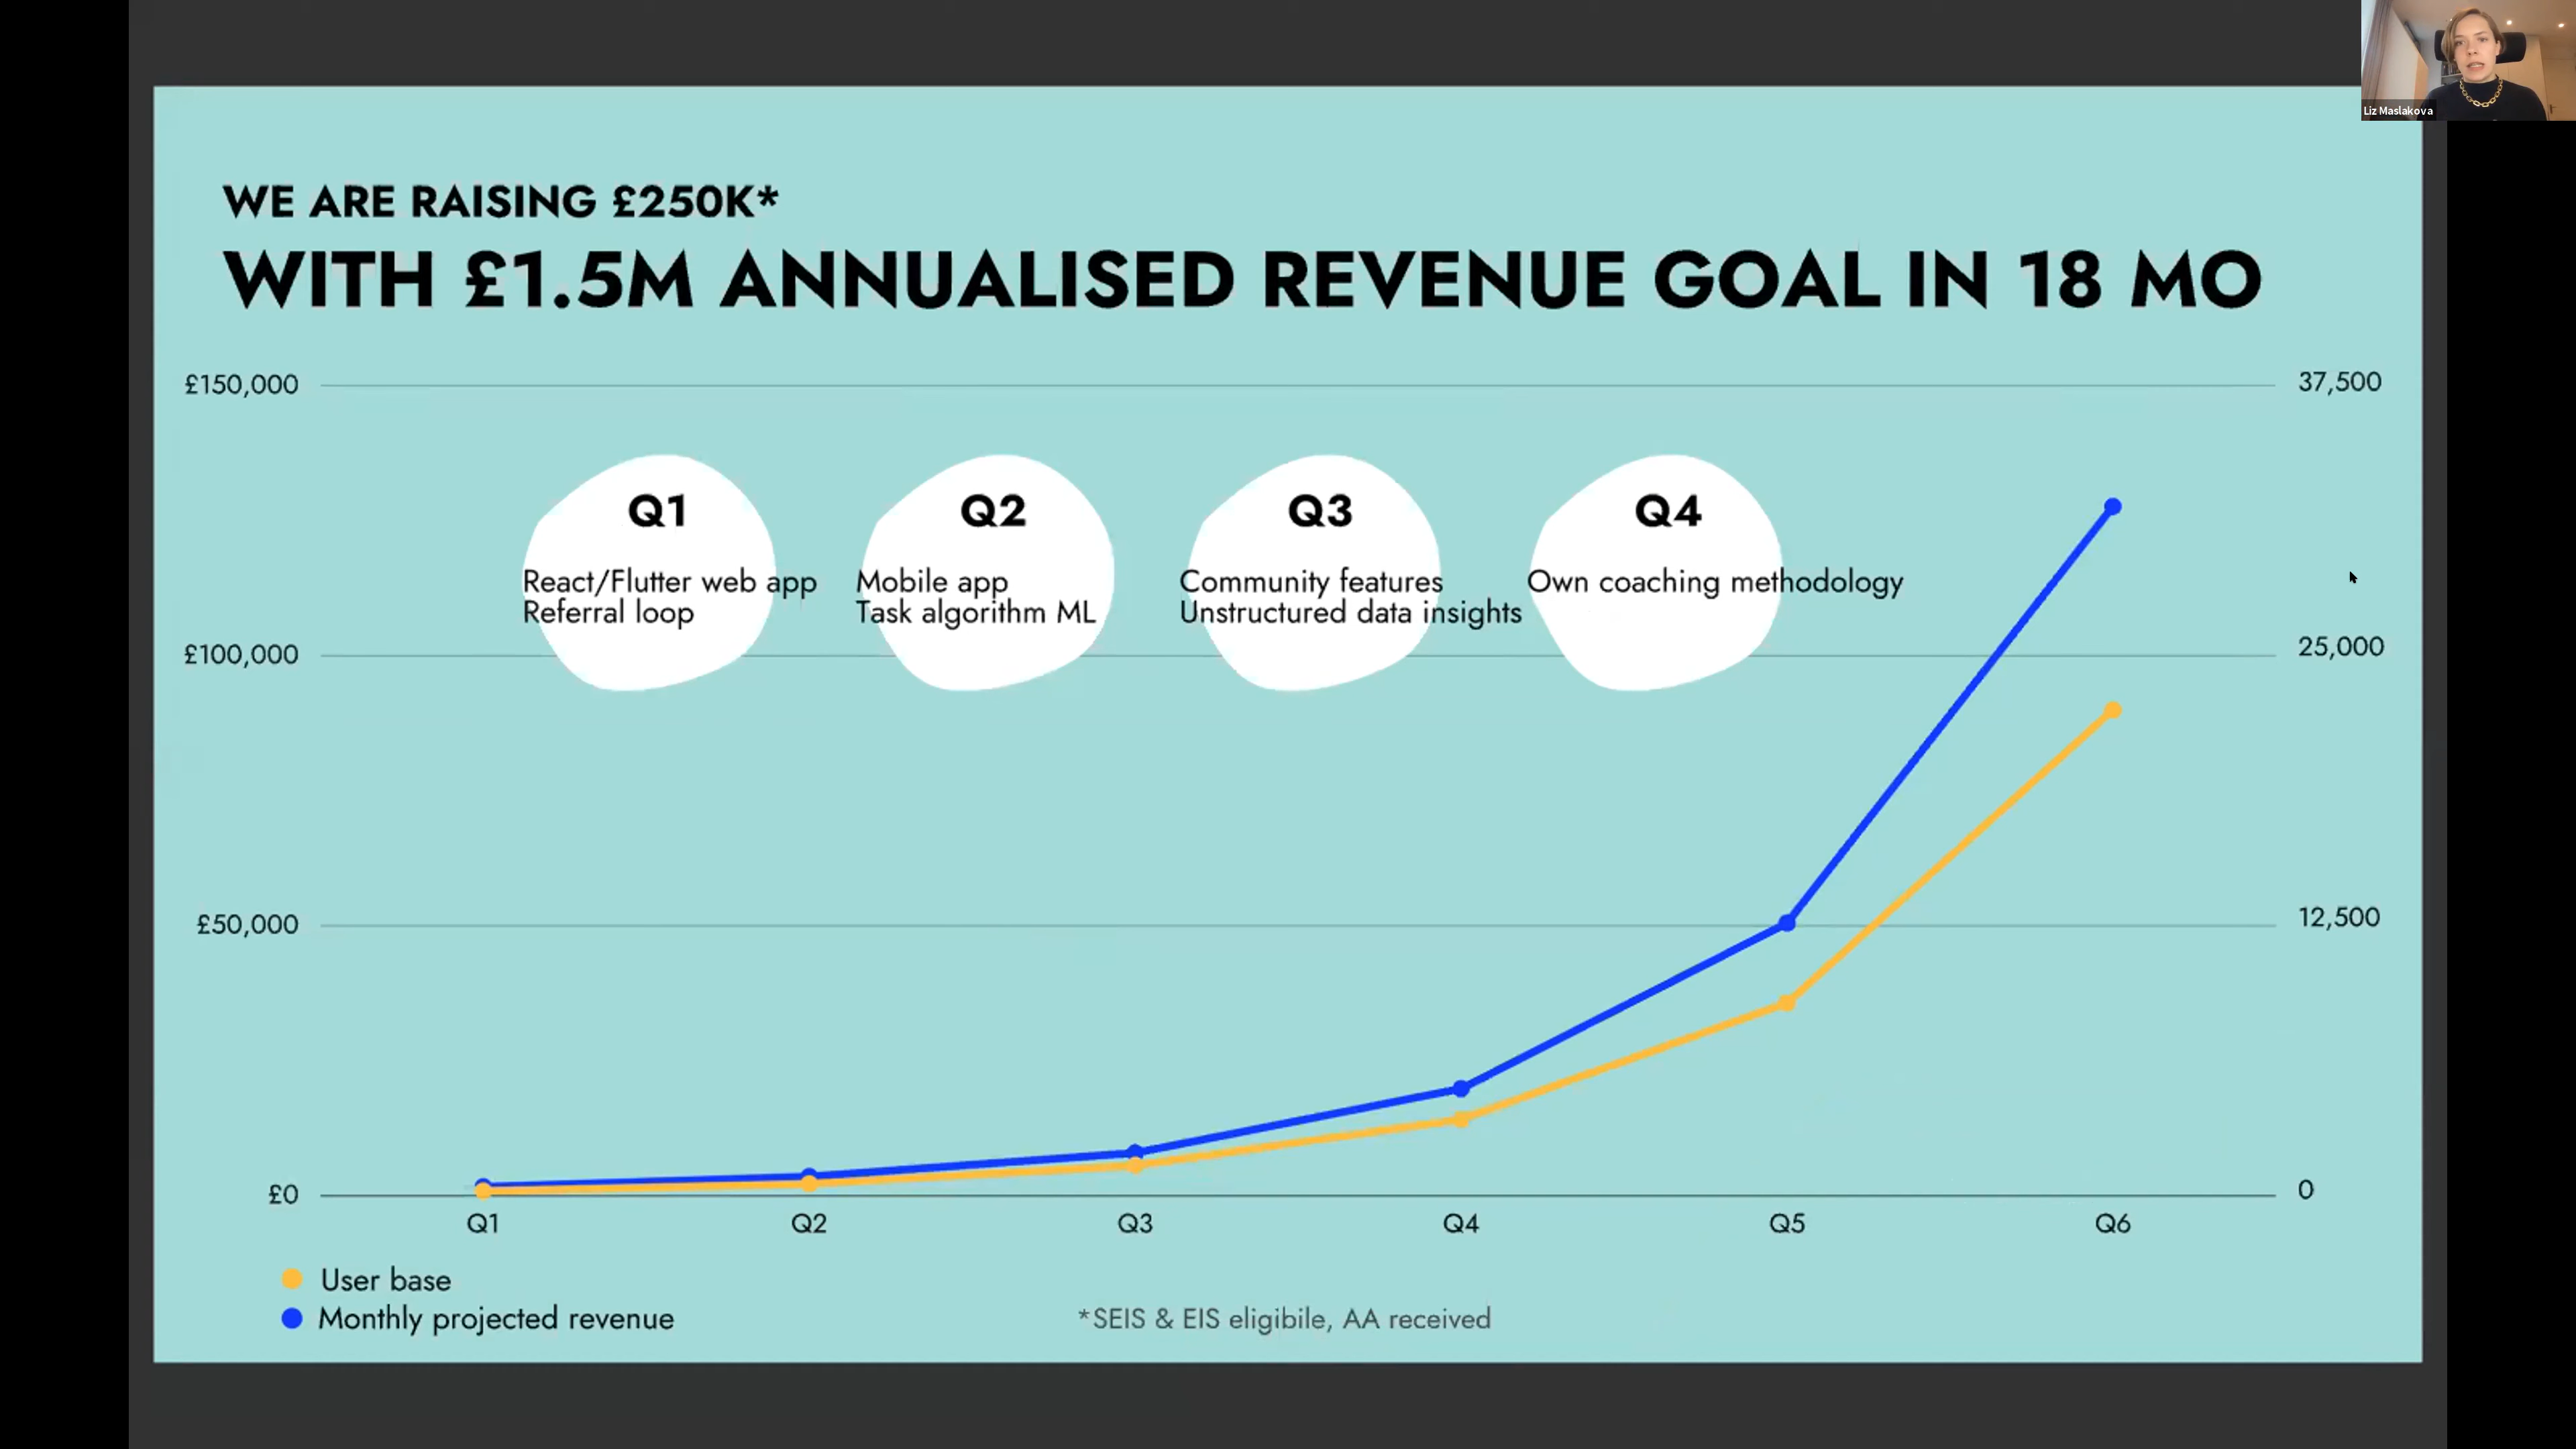 Liz Maslakova
WE ARE RAISING £250K*
WITH £1.5M ANNUALISED REVENUE GOAL IN 18 MO
£150,000
37,500
Q1
React/Flutter web app
Referral loop
Q2
Mobile app
Task algorithm ML
Q3
Community features
Unstructured data insights
Q4
Own coaching methodology
£100,000
25,000
£50,000
12,500
£0
0
Q1
Q2
Q3
Q4
Q5
Q6
User base
Monthly projected revenue
*SEIS & EIS eligibile, AA received